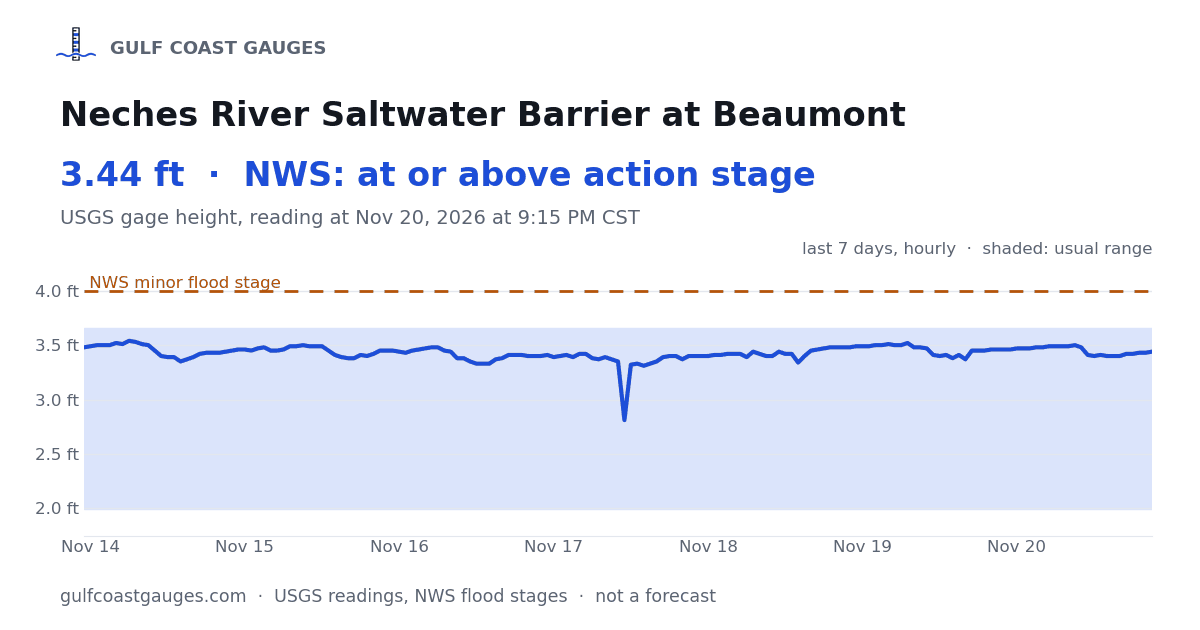 GULF COAST GAUGES
Neches River Saltwater Barrier at Beaumont
3.44 ft · NWS: at or above action stage
USGS gage height, reading at Nov 20, 2026 at 9:15 PM CST
last 7 days, hourly · shaded: usual range
NWS minor flood stage
4.0 ft
3.5 ft
3.0 ft
2.5 ft
2.0 ft
Nov 14 Nov 15 Nov 16 Nov 17 Nov 18 Nov 19 Nov 20
gulfcoastgauges.com · USGS readings, NWS flood stages · not a forecast